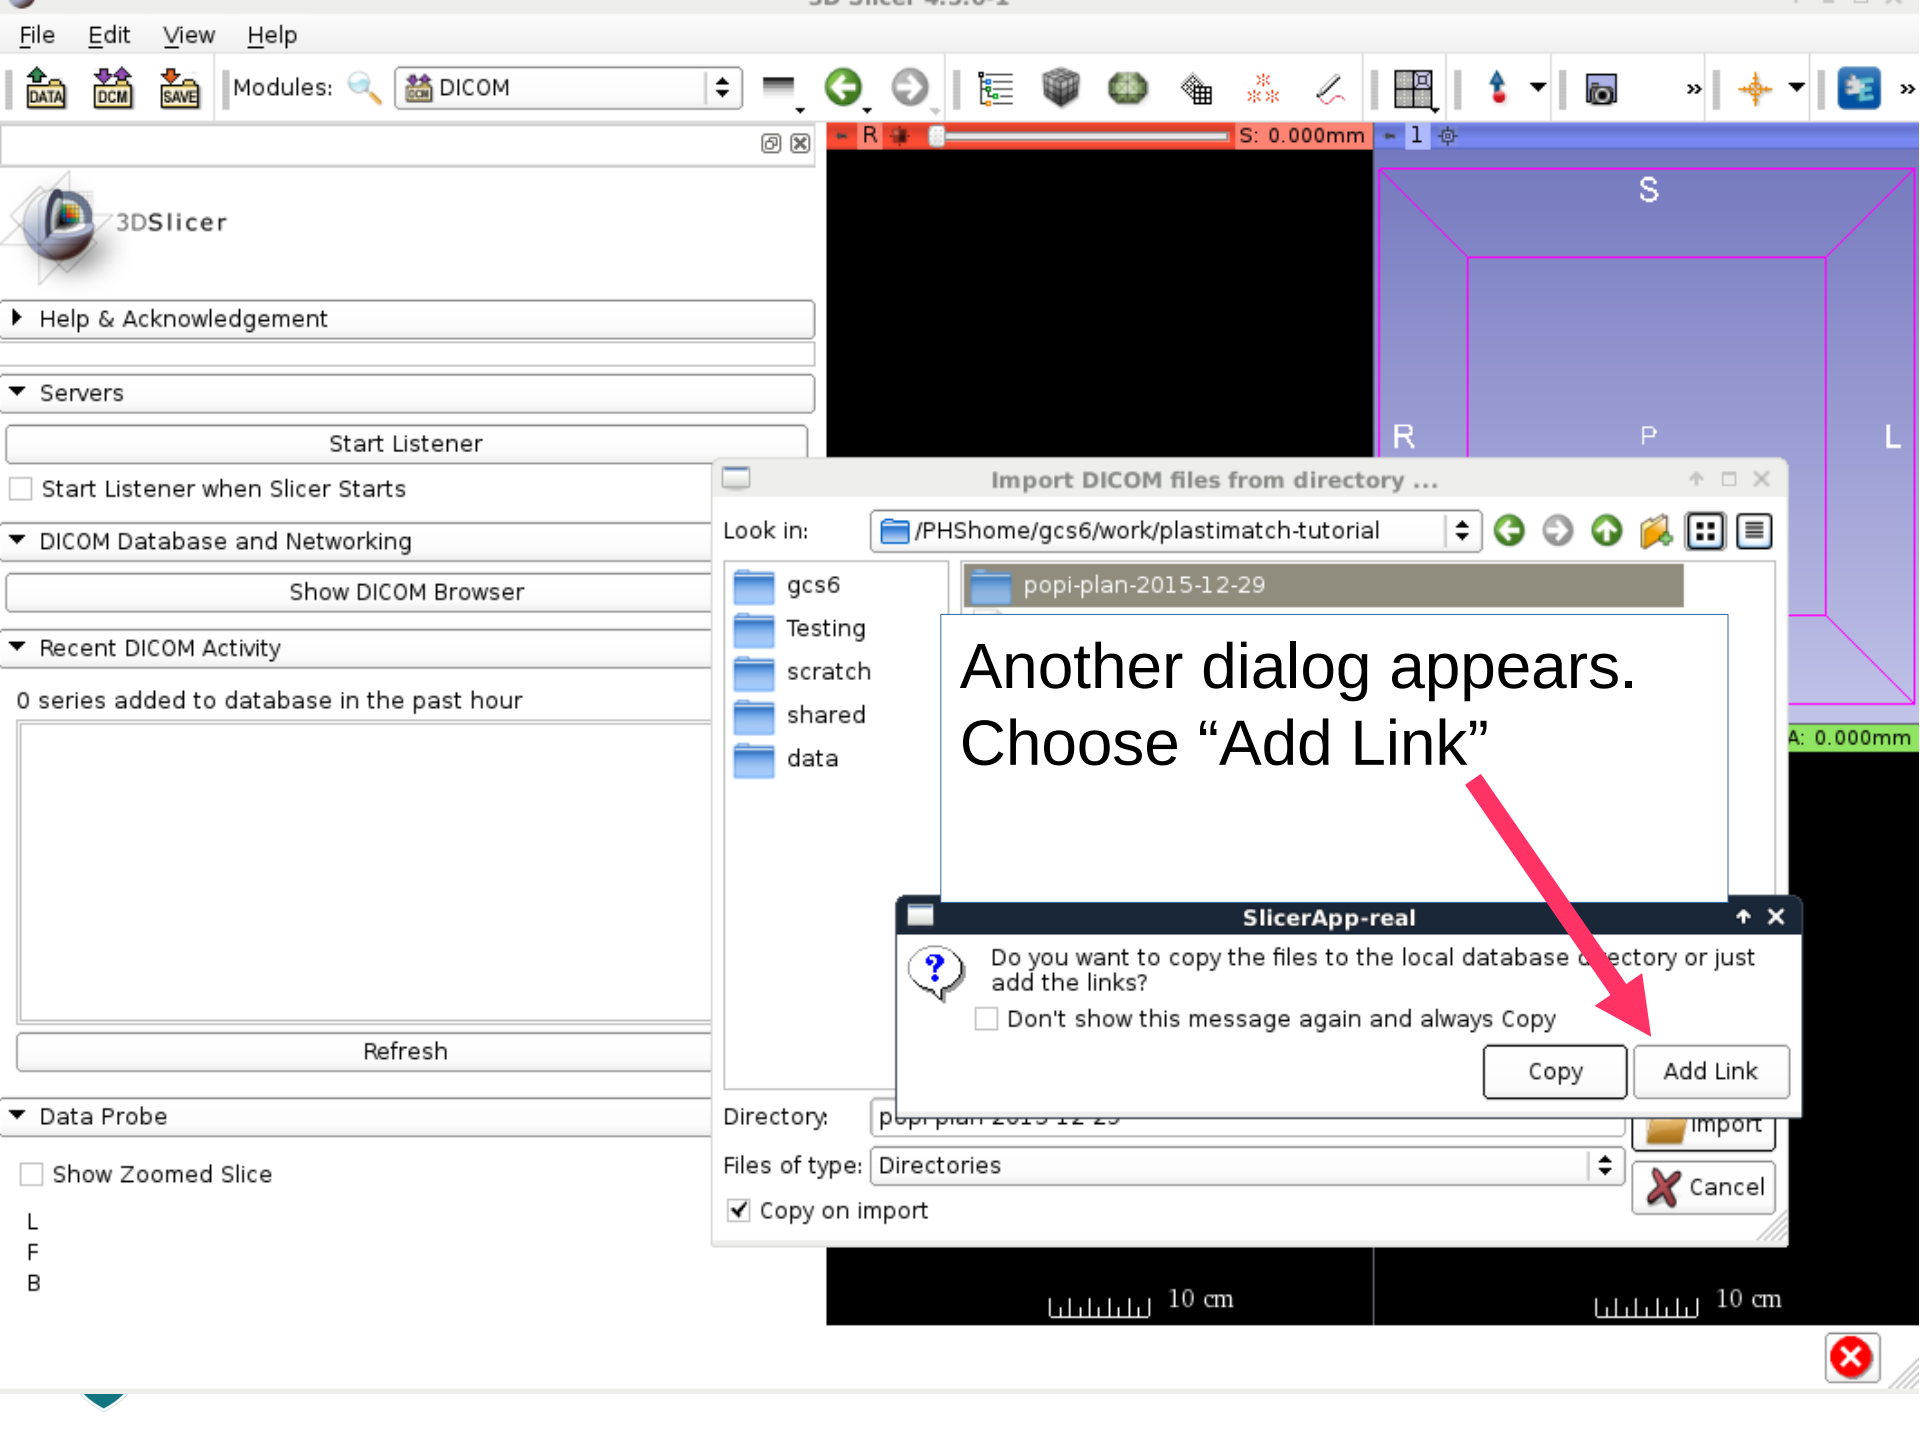 File Edit View Help
DATA DCM SAVE Modules: DICOM
R S: 0.000mm 1
3DSlicer
S
Help & Acknowledgement
Servers
Start Listener
R P L
Start Listener when Slicer Starts
DICOM Database and Networking
Show DICOM Browser
Recent DICOM Activity
0 series added to database in the past hour
Refresh
Data Probe
Show Zoomed Slice
L
F
B
Import DICOM files from directory ...
Look in: /PHShome/gcs6/work/plastimatch-tutorial
gcs6
Testing
scratch
shared
data
popi-plan-2015-12-29
Another dialog appears.
Choose “Add Link”
A: 0.000mm
SlicerApp-real
Do you want to copy the files to the local database directory or just
add the links?
Don't show this message again and always Copy
Copy Add Link
Directory: popi-plan-2015-12-29
Import
Files of type: Directories
Cancel
Copy on import
10 cm 10 cm